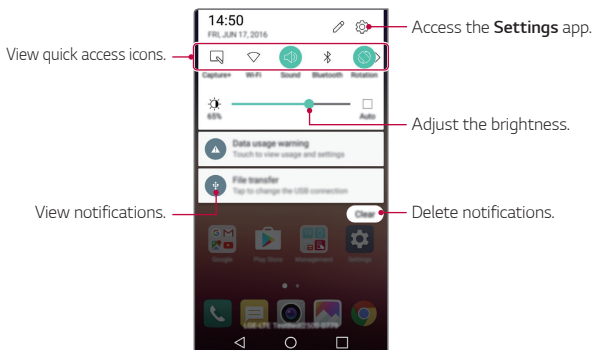 14:50
FRI, JUN 17, 2016
Access the Settings app.
View quick access icons.
Capture+ Wi-Fi Sound Bluetooth Rotation
65%
Auto
Adjust the brightness.
Data usage warning
Touch to view usage and settings
File transfer
Tap to change the USB connection
View notifications.
Clear
Delete notifications.
Google Play Store Management Settings